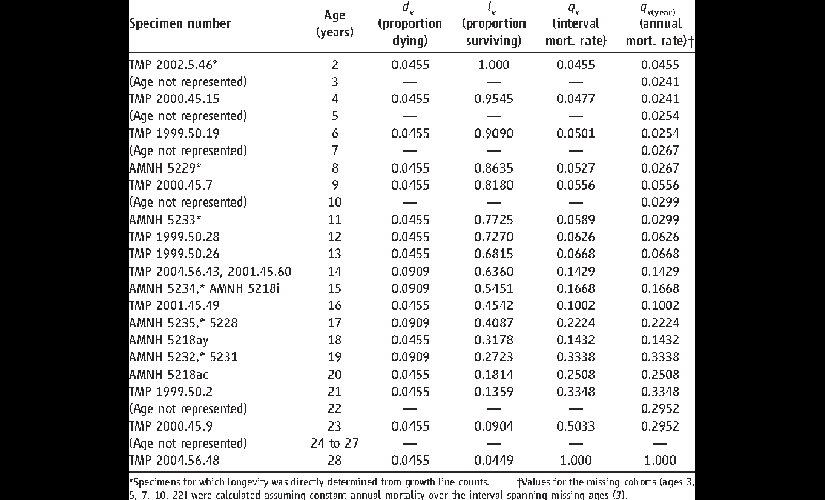 Specimen number Age (years) dx (proportion dying) lx (proportion surviving) qx (interval mort. rate) qx(year) (annual mort. rate)†
TMP 2002.5.46* 2 0.0455 1.000 0.0455 0.0455
(Age not represented) 3 — — — 0.0241
TMP 2000.45.15 4 0.0455 0.9545 0.0477 0.0241
(Age not represented) 5 — — — 0.0254
TMP 1999.50.19 6 0.0455 0.9090 0.0501 0.0254
(Age not represented) 7 — — — 0.0267
AMNH 5229* 8 0.0455 0.8635 0.0527 0.0267
TMP 2000.45.7 9 0.0455 0.8180 0.0556 0.0556
(Age not represented) 10 — — — 0.0299
AMNH 5233* 11 0.0455 0.7725 0.0589 0.0299
TMP 1999.50.28 12 0.0455 0.7270 0.0626 0.0626
TMP 1999.50.26 13 0.0455 0.6815 0.0668 0.0668
TMP 2004.56.43, 2001.45.60 14 0.0909 0.6360 0.1429 0.1429
AMNH 5234,* AMNH 5218i 15 0.0909 0.5451 0.1668 0.1668
TMP 2001.45.49 16 0.0455 0.4542 0.1002 0.1002
AMNH 5235,* 5228 17 0.0909 0.4087 0.2224 0.2224
AMNH 5218ay 18 0.0455 0.3178 0.1432 0.1432
AMNH 5232,* 5231 19 0.0909 0.2723 0.3338 0.3338
AMNH 5218ac 20 0.0455 0.1814 0.2508 0.2508
TMP 1999.50.2 21 0.0455 0.1359 0.3348 0.3348
(Age not represented) 22 — — — 0.2952
TMP 2000.45.9 23 0.0455 0.0904 0.5033 0.2952
(Age not represented) 24 to 27 — — — —
TMP 2004.56.48 28 0.0455 0.0449 1.000 1.000
*Specimens for which longevity was directly determined from growth line counts. †Values for the missing cohorts (ages 3,
5, 7, 10, 22) were calculated assuming constant annual mortality over the interval spanning missing ages (3).